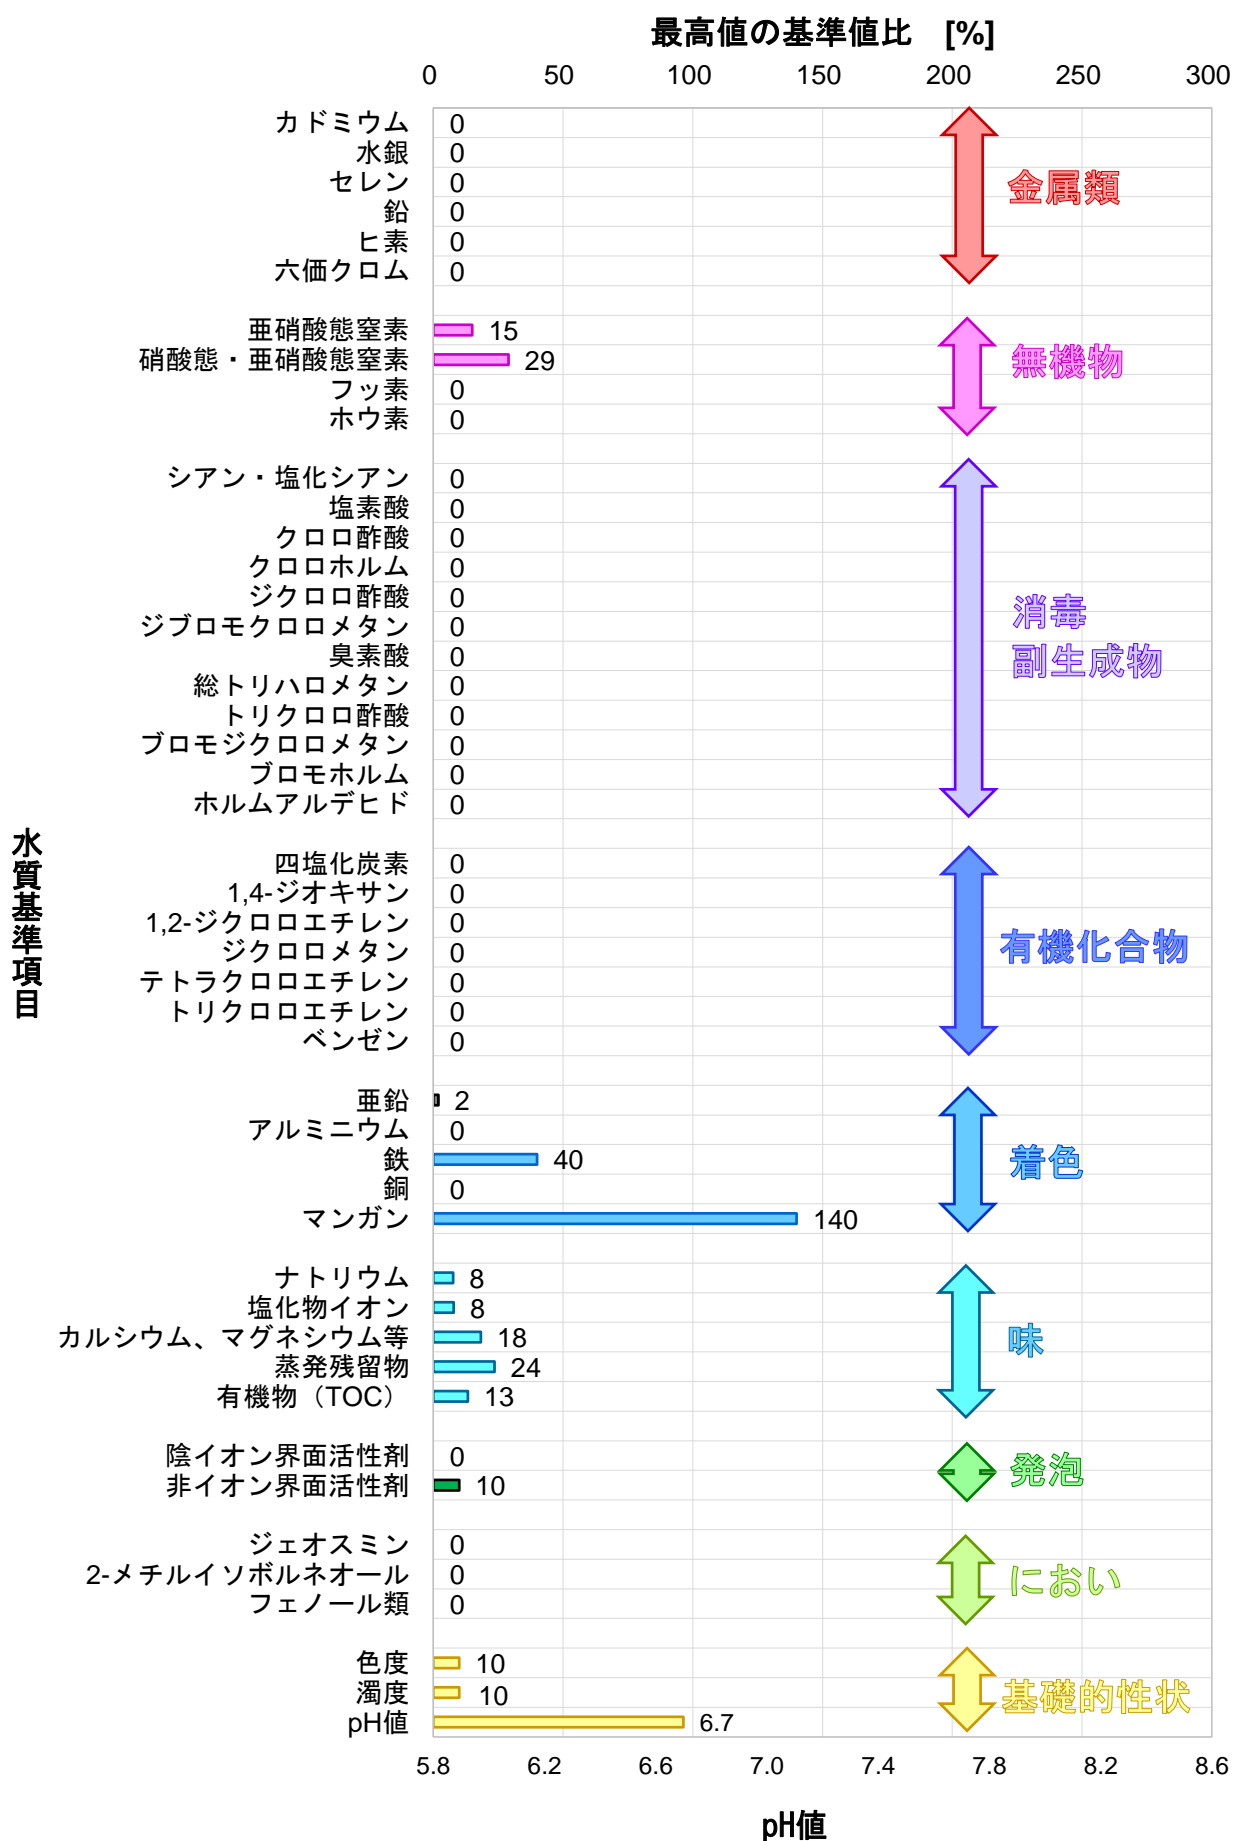 最高値の基準値比 [%]
0 50 100 150 200 250 300
カドミウム 0
水銀 0
セレン 0
鉛 0
ヒ素 0
六価クロム 0
金属類
亜硝酸態窒素 15
硝酸態・亜硝酸態窒素 29
フッ素 0
ホウ素 0
無機物
シアン・塩化シアン 0
塩素酸 0
クロロ酢酸 0
クロロホルム 0
ジクロロ酢酸 0
ジブロモクロロメタン 0
臭素酸 0
総トリハロメタン 0
トリクロロ酢酸 0
ブロモジクロロメタン 0
ブロモホルム 0
ホルムアルデヒド 0
消毒
副生成物
水質基準項目
四塩化炭素 0
1,4-ジオキサン 0
1,2-ジクロロエチレン 0
ジクロロメタン 0
テトラクロロエチレン 0
トリクロロエチレン 0
ベンゼン 0
有機化合物
亜鉛 2
アルミニウム 0
鉄 40
銅 0
マンガン 140
着色
ナトリウム 8
塩化物イオン 8
カルシウム、マグネシウム等 18
蒸発残留物 24
有機物（TOC） 13
味
陰イオン界面活性剤 0
非イオン界面活性剤 10
発泡
ジェオスミン 0
2-メチルイソボルネオール 0
フェノール類 0
におい
色度 10
濁度 10
pH値 6.7
基礎的性状
5.8 6.2 6.6 7.0 7.4 7.8 8.2 8.6
pH値